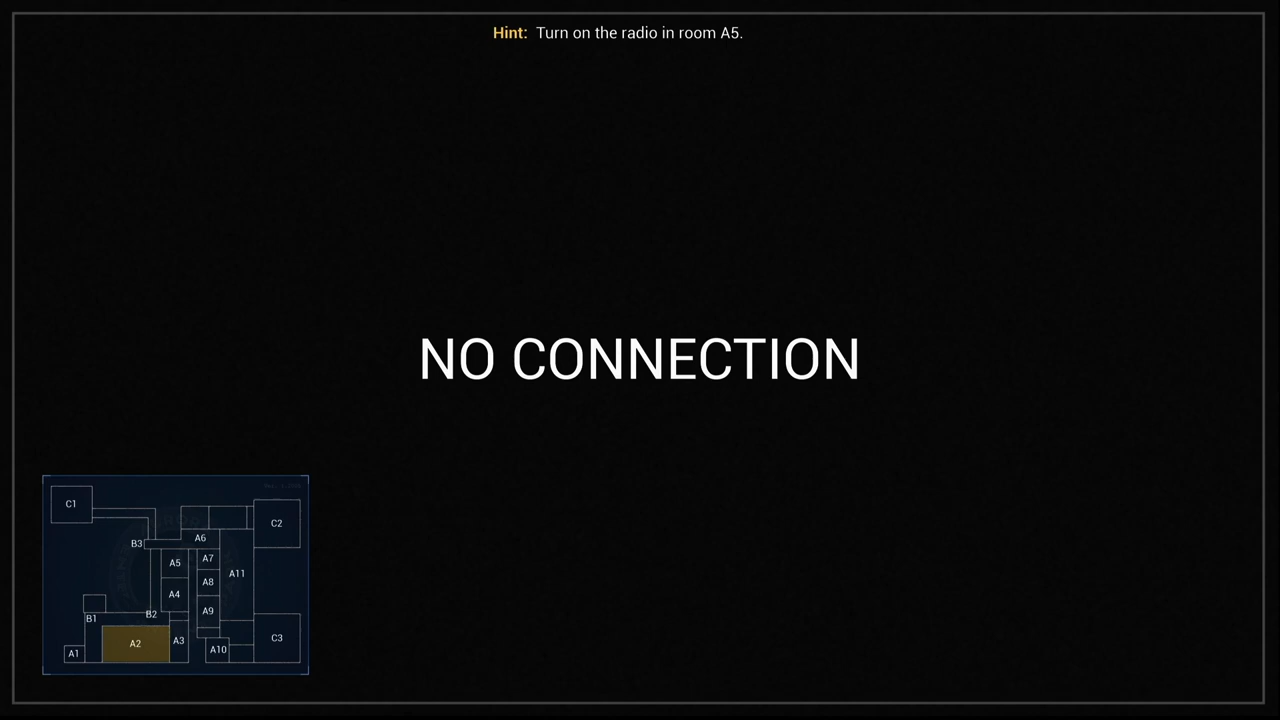 Hint: Turn on the radio in room A5.
NO CONNECTION
C1
C2
B3
A6
A5
A7
A11
A8
A4
A9
B1
B2
A2
A3
C3
A1
A10